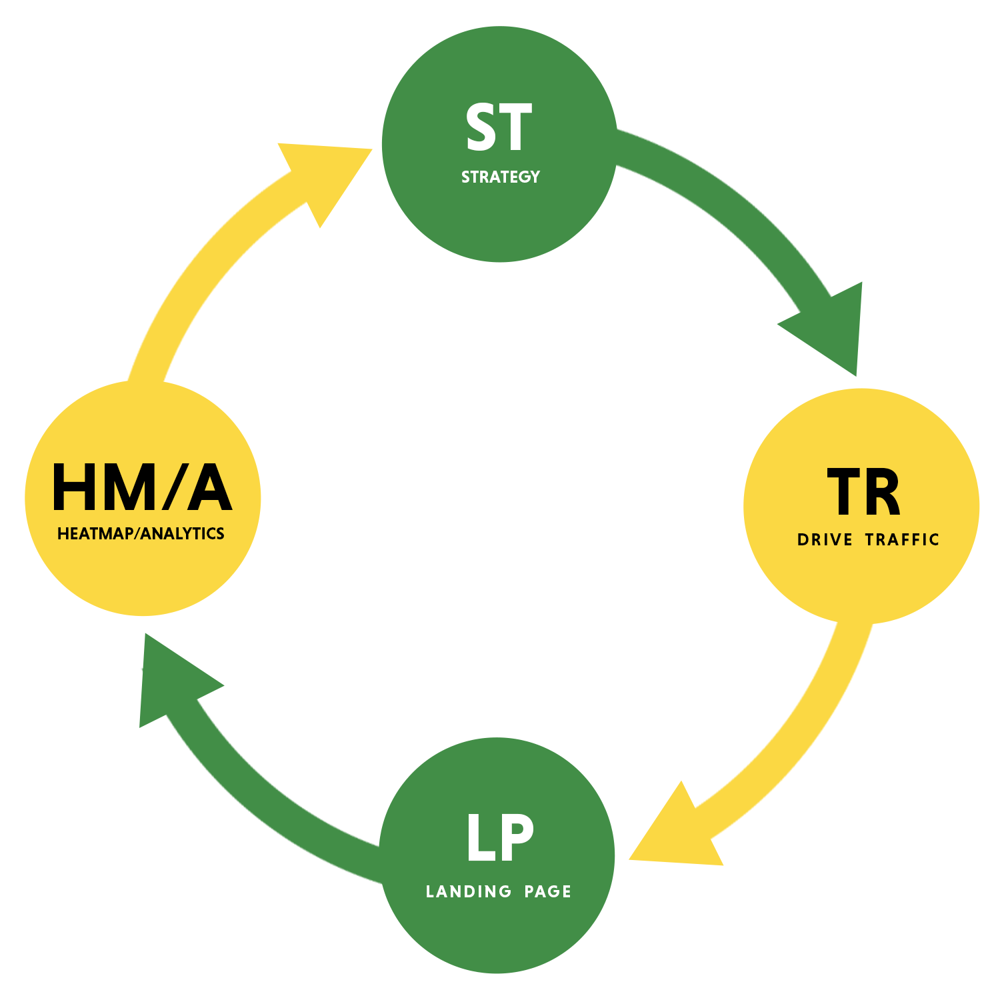 ST
STRATEGY
TR
DRIVE TRAFFIC
LP
LANDING PAGE
HM/A
HEATMAP/ANALYTICS